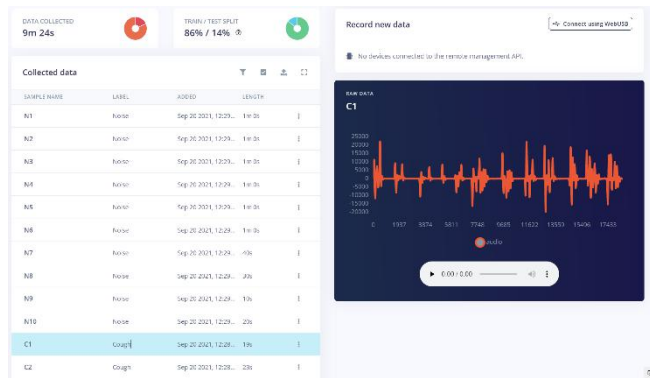 DATA COLLECTED
9m 24s
TRAIN / TEST SPLIT
86% / 14%
Collected data
SAMPLE NAME LABEL ADDED LENGTH
N1 Noise Sep 20 2021, 12:29... 1m 0s
N2 Noise Sep 20 2021, 12:29... 1m 0s
N3 Noise Sep 20 2021, 12:29... 1m 0s
N4 Noise Sep 20 2021, 12:29... 1m 0s
N5 Noise Sep 20 2021, 12:29... 1m 0s
N6 Noise Sep 20 2021, 12:29... 1m 0s
N7 Noise Sep 20 2021, 12:29... 40s
N8 Noise Sep 20 2021, 12:29... 30s
N9 Noise Sep 20 2021, 12:29... 10s
N10 Noise Sep 20 2021, 12:29... 20s
C1 Cough Sep 20 2021, 12:28... 19s
C2 Cough Sep 20 2021, 12:28... 23s
Record new data
Connect using WebUSB
No devices connected to the remote management API.
RAW DATA
C1
25000
20000
15000
10000
5000
0
-5000
-10000
-15000
-20000
0 1937 3874 5811 7748 9685 11622 13559 15496 17433
audio
0:00 / 0:00